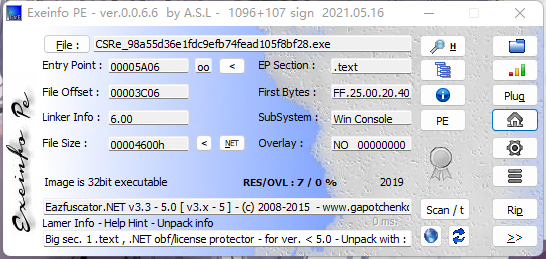 Exeinfo PE - ver.0.0.6.6 by A.S.L - 1096+107 sign 2021.05.16
File : CSRe_98a55d36e1fdc9efb74fead105f8bf28.exe H
Entry Point : 00005A06 oo < EP Section : .text
File Offset : 00003C06 First Bytes : FF.25.00.20.40 Plug
Linker Info : 6.00 SubSystem : Win Console PE
File Size : 00004600h < NET Overlay : NO 00000000
Image is 32bit executable RES/OVL : 7 / 0 % 2019
Eazfuscator.NET v3.3 - 5.0 [ v3.x - 5 ] - (c) 2008-2015 - www.gapotchenko Scan / t Rip
Lamer Info - Help Hint - Unpack info 0 ms.
Big sec. 1 .text , .NET obf/license protector - for ver. < 5.0 - Unpack with : >>
Exeinfo Pe